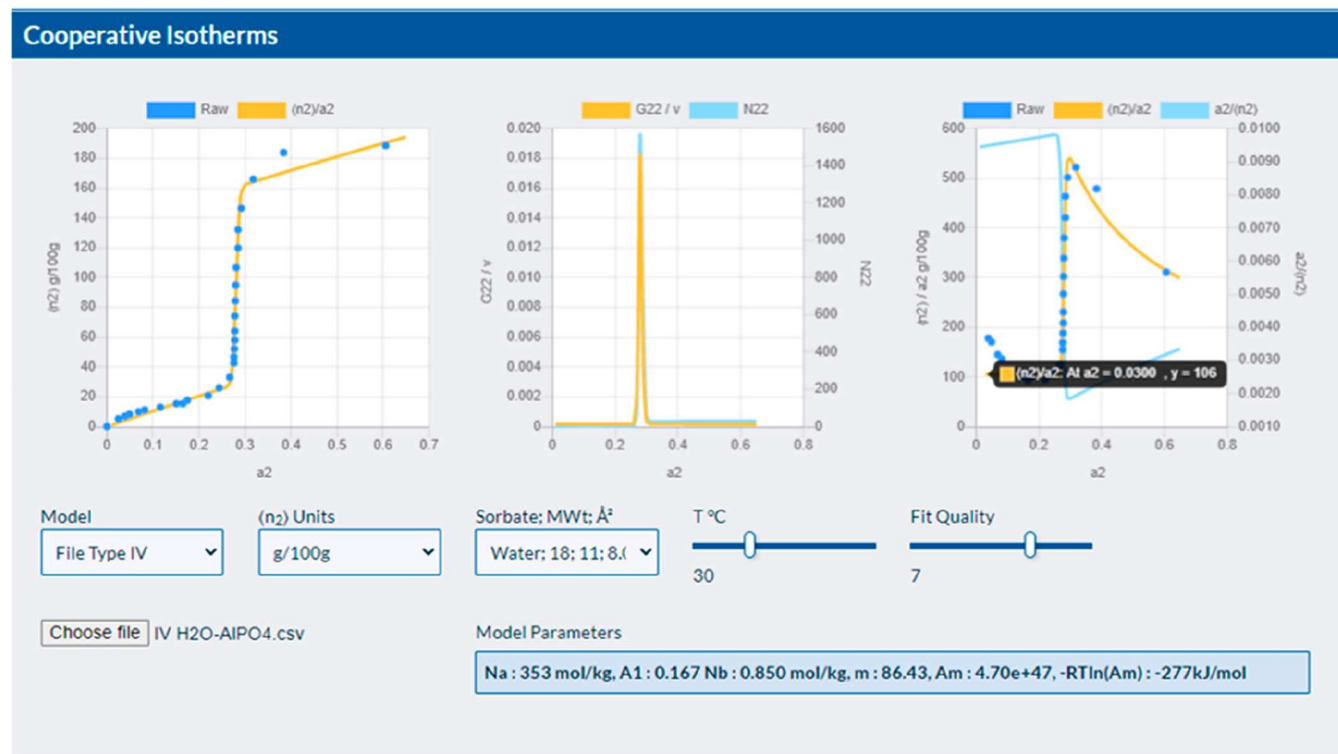 Cooperative Isotherms
Raw (n2)/a2
200
180
160
140
120
100
80
60
40
20
0
0 0.1 0.2 0.3 0.4 0.5 0.6 0.7
(n2) g/100g
a2
G22 / v N22
0.020
0.018
0.016
0.014
0.012
0.010
0.008
0.006
0.004
0.002
0
0 0.2 0.4 0.6 0.8
1600
1400
1200
1000
800
600
400
200
0
G22 / v
N22
a2
Raw (n2)/a2 a2/(n2)
600
500
400
300
200
100
0
0 0.2 0.4 0.6 0.8
0.0100
0.0090
0.0080
0.0070
0.0060
0.0050
0.0040
0.0030
0.0020
0.0010
(n2) / a2 g/100g
a2/(n2)
a2
(n2)/a2: At a2 = 0.0300 , y = 106
Model (n2) Units Sorbate; MWt; Å² T °C Fit Quality
File Type IV g/100g Water; 18; 11; 8.(
30 7
Choose file IV H2O-AlPO4.csv
Model Parameters
Na : 353 mol/kg, A1 : 0.167 Nb : 0.850 mol/kg, m : 86.43, Am : 4.70e+47, -RTln(Am) : -277kJ/mol